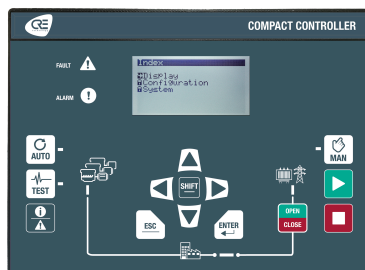 CRE
COMPACT CONTROLLER
FAULT
ALARM
Index
Display
Configuration
System
AUTO
TEST
SHIFT
ESC
ENTER
MAN
OPEN
CLOSE